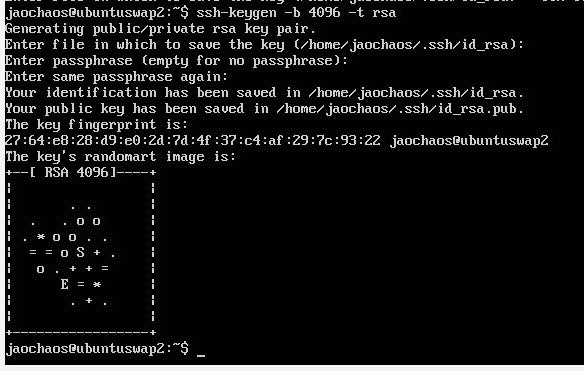 jaochaos@ubuntuswap2:~$ ssh-keygen -b 4096 -t rsa
Generating public/private rsa key pair.
Enter file in which to save the key (/home/jaochaos/.ssh/id_rsa):
Enter passphrase (empty for no passphrase):
Enter same passphrase again:
Your identification has been saved in /home/jaochaos/.ssh/id_rsa.
Your public key has been saved in /home/jaochaos/.ssh/id_rsa.pub.
The key fingerprint is:
27:64:e8:28:d9:e0:2d:7d:4f:37:c4:af:29:7c:93:22 jaochaos@ubuntuswap2
The key's randomart image is:
+--[ RSA 4096]----+
|                 |
|       . .       |
|  .   . o o      |
| . * o o . .     |
|  = = o S + .    |
|   o . + + =     |
|      E = *      |
|       . + .     |
|                 |
+-----------------+
jaochaos@ubuntuswap2:~$ _